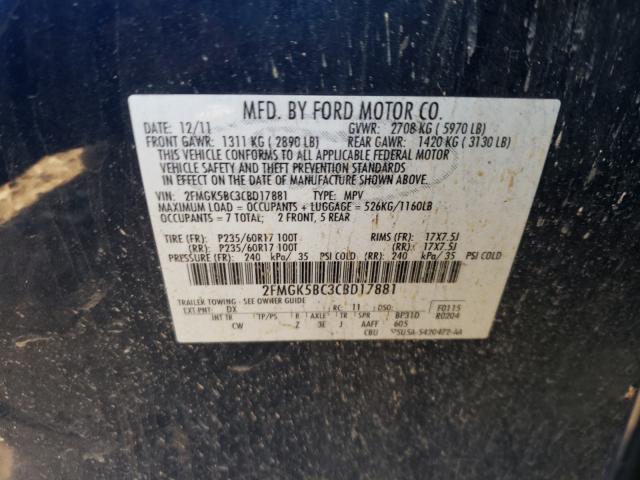 MFD. BY FORD MOTOR CO.
DATE: 12/11 GVWR: 2708 KG ( 5970 LB)
FRONT GAWR: 1311 KG ( 2890 LB) REAR GAWR: 1420 KG ( 3130 LB)
THIS VEHICLE CONFORMS TO ALL APPLICABLE FEDERAL MOTOR
VEHICLE SAFETY AND THEFT PREVENTION STANDARDS
IN EFFECT ON THE DATE OF MANUFACTURE SHOWN ABOVE.
VIN: 2FMGK5BC3CBD17881 TYPE: MPV
MAXIMUM LOAD = OCCUPANTS + LUGGAGE = 526KG/1160LB
OCCUPANTS = 7 TOTAL; 2 FRONT, 5 REAR
TIRE (FR) P235/60R17 100T RIMS (FR) 17X7.5J
(RR): P235/60R17 100T (RR): 17X7.5J
PRESSURE (FR) 240 kPa/ 35 PSI COLD (RR) 240 kPa/ 35 PSI COLD
2FMGK5BC3CBD17881
TRAILER TOWING - SEE OWNER GUIDE
EXT PNT: DX RC: 11 DSO: F0115
INT TR TP/PS R AXLE TR SPR BP31D R0204
CW Z 3E J AAFF 605
CBU 5U5A-5420472-AA